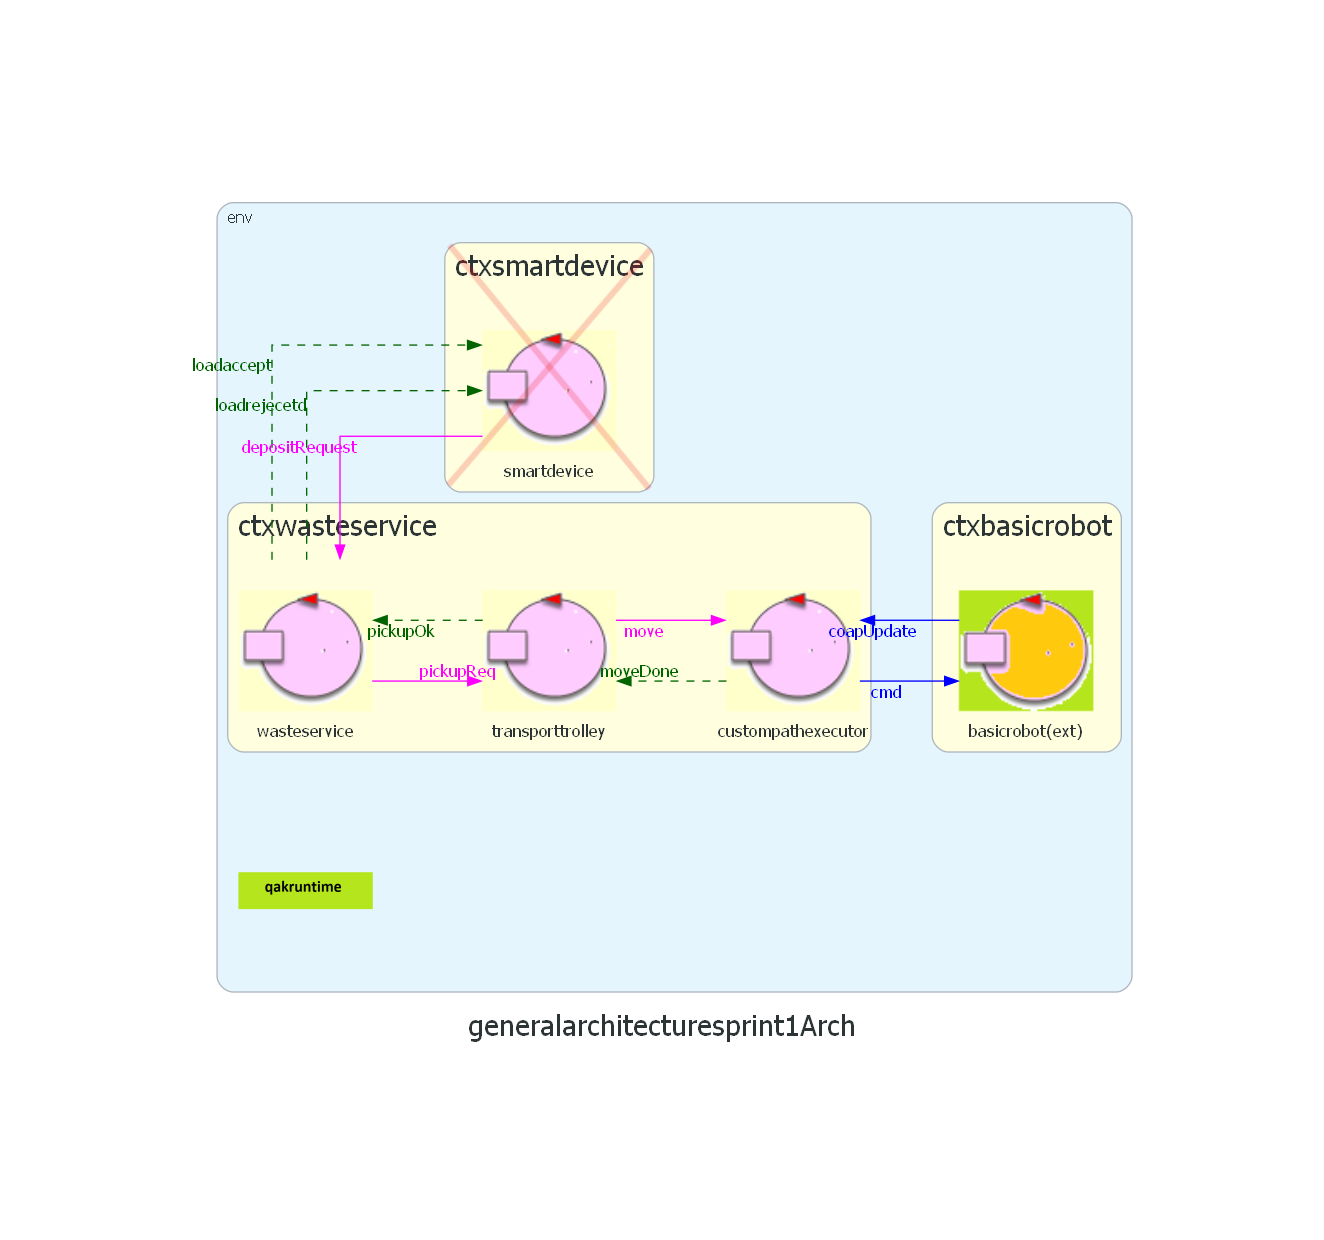 env
ctxsmartdevice
loadaccept
loadrejecetd
depositRequest
smartdevice
ctxwasteservice
ctxbasicrobot
pickupOk
move
coapUpdate
pickupReq
moveDone
cmd
wasteservice
transporttrolley
custompathexecutor
basicrobot(ext)
qakruntime
generalarchitecturesprint1Arch